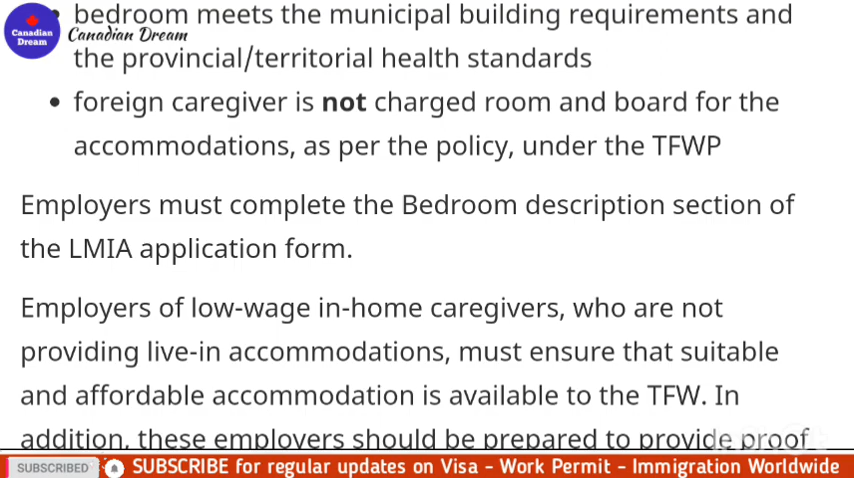 bedroom meets the municipal building requirements and
Canadian Dream
Canadian Dream
the provincial/territorial health standards
• foreign caregiver is not charged room and board for the
accommodations, as per the policy, under the TFWP
Employers must complete the Bedroom description section of
the LMIA application form.
Employers of low-wage in-home caregivers, who are not
providing live-in accommodations, must ensure that suitable
and affordable accommodation is available to the TFW. In
addition, these employers should be prepared to provide proof
SUBSCRIBED SUBSCRIBE for regular updates on Visa - Work Permit - Immigration Worldwide